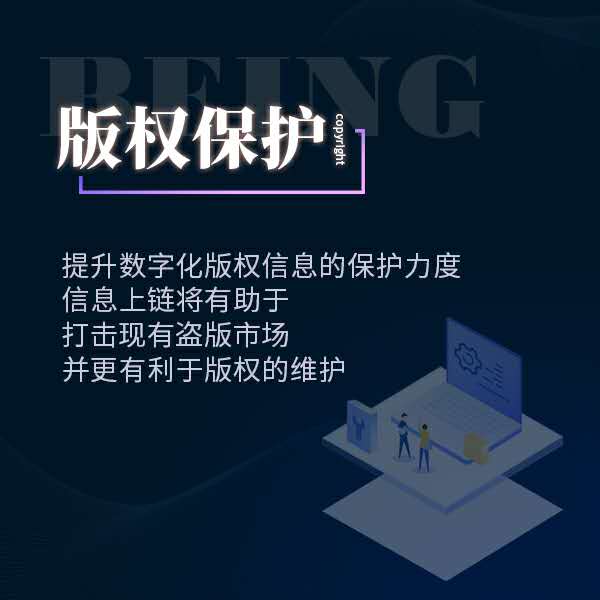 BEING
版权保护
copyright
提升数字化版权信息的保护力度
信息上链将有助于
打击现有盗版市场
并更有利于版权的维护